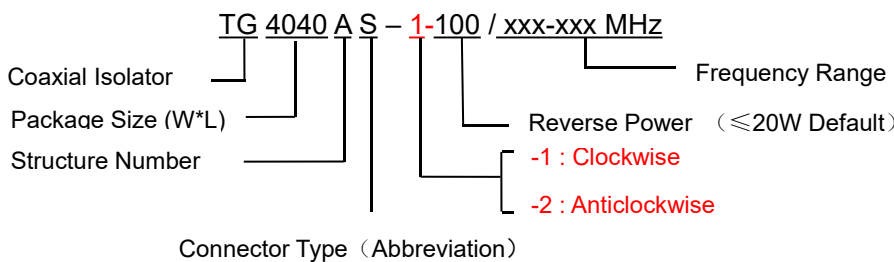 TG 4040 A S – 1-100 / xxx-xxx MHz
Coaxial Isolator
Frequency Range
Package Size (W*L)
Reverse Power （≤20W Default）
Structure Number
-1 : Clockwise
-2 : Anticlockwise
Connector Type（Abbreviation）